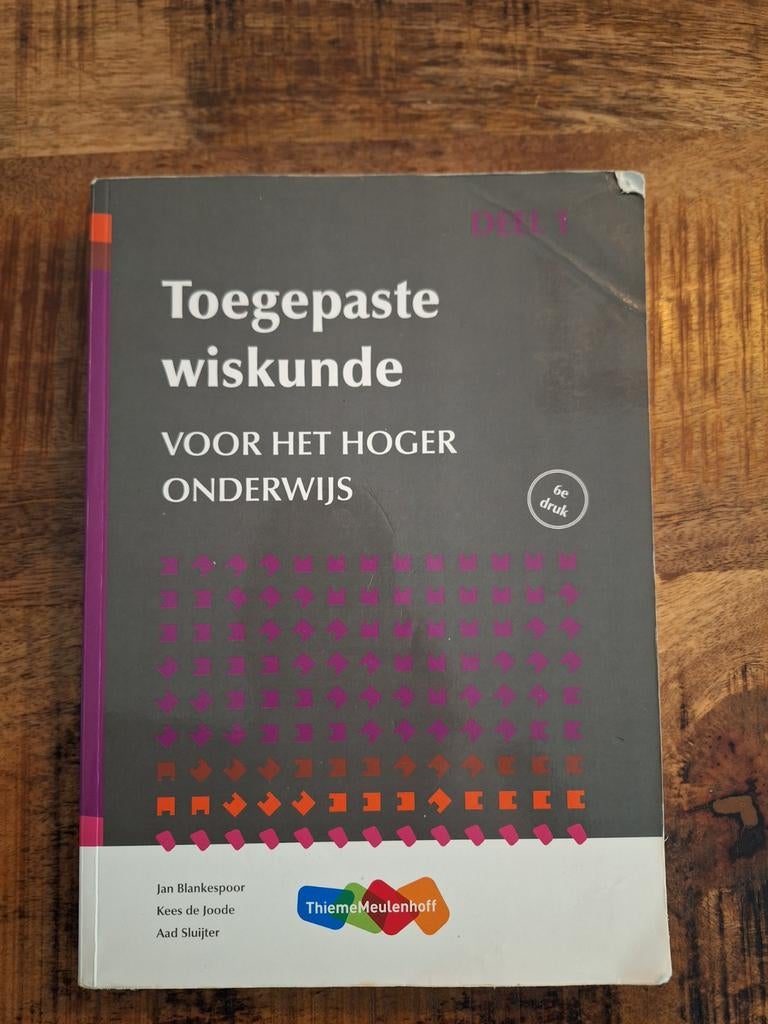 DEEL 1
Toegepaste
wiskunde
VOOR HET HOGER
ONDERWIJS
6e
druk
Jan Blankespoor
Kees de Joode
Aad Sluijter
ThiemeMeulenhoff